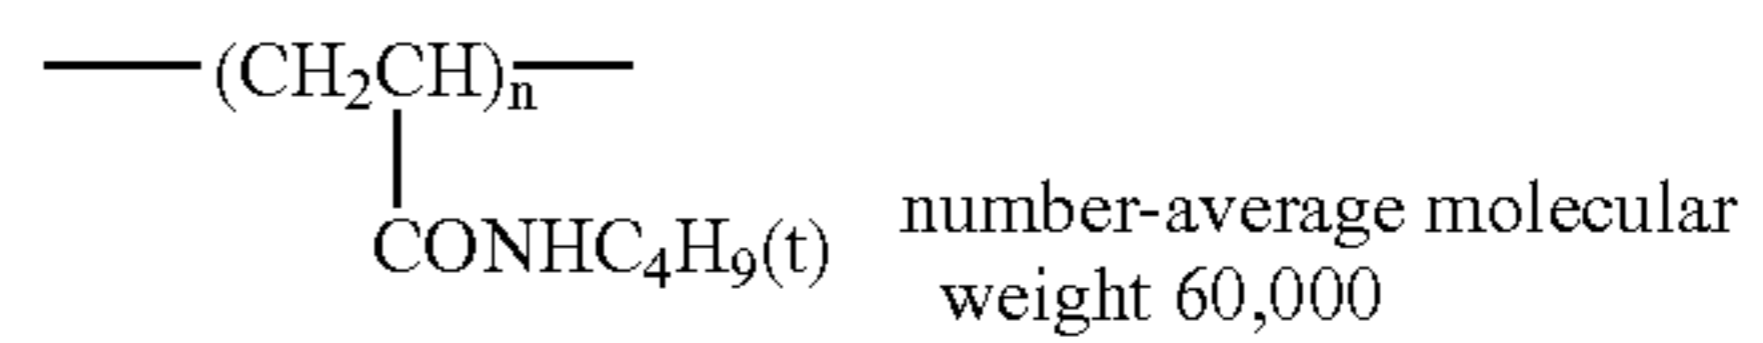 (CH₂CH)ₙ
CONHC₄H₉(t)
number-average molecular
weight 60,000